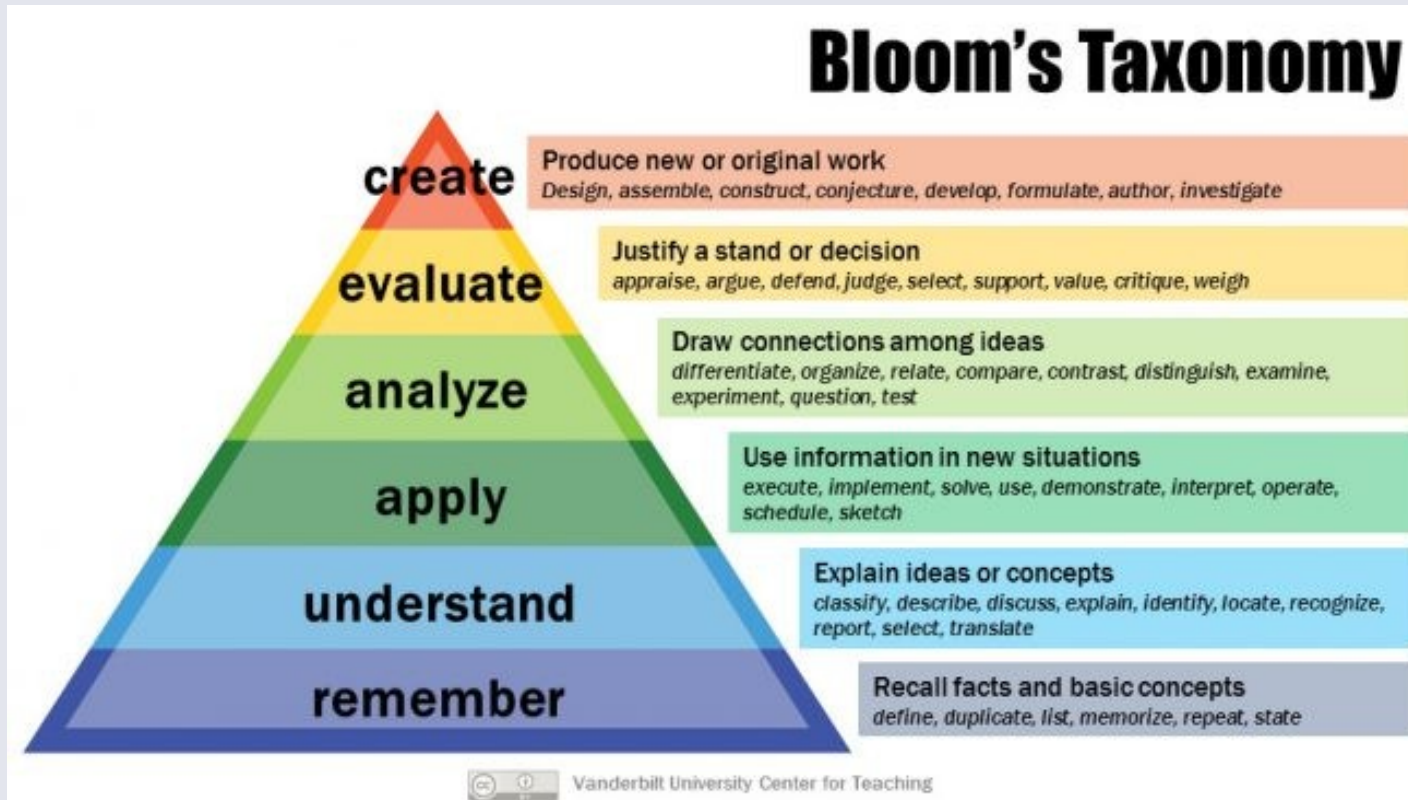 Bloom's Taxonomy
create
Produce new or original work
Design, assemble, construct, conjecture, develop, formulate, author, investigate
evaluate
Justify a stand or decision
appraise, argue, defend, judge, select, support, value, critique, weigh
analyze
Draw connections among ideas
differentiate, organize, relate, compare, contrast, distinguish, examine,
experiment, question, test
apply
Use information in new situations
execute, implement, solve, use, demonstrate, interpret, operate,
schedule, sketch
understand
Explain ideas or concepts
classify, describe, discuss, explain, identify, locate, recognize,
report, select, translate
remember
Recall facts and basic concepts
define, duplicate, list, memorize, repeat, state
cc
Vanderbilt University Center for Teaching